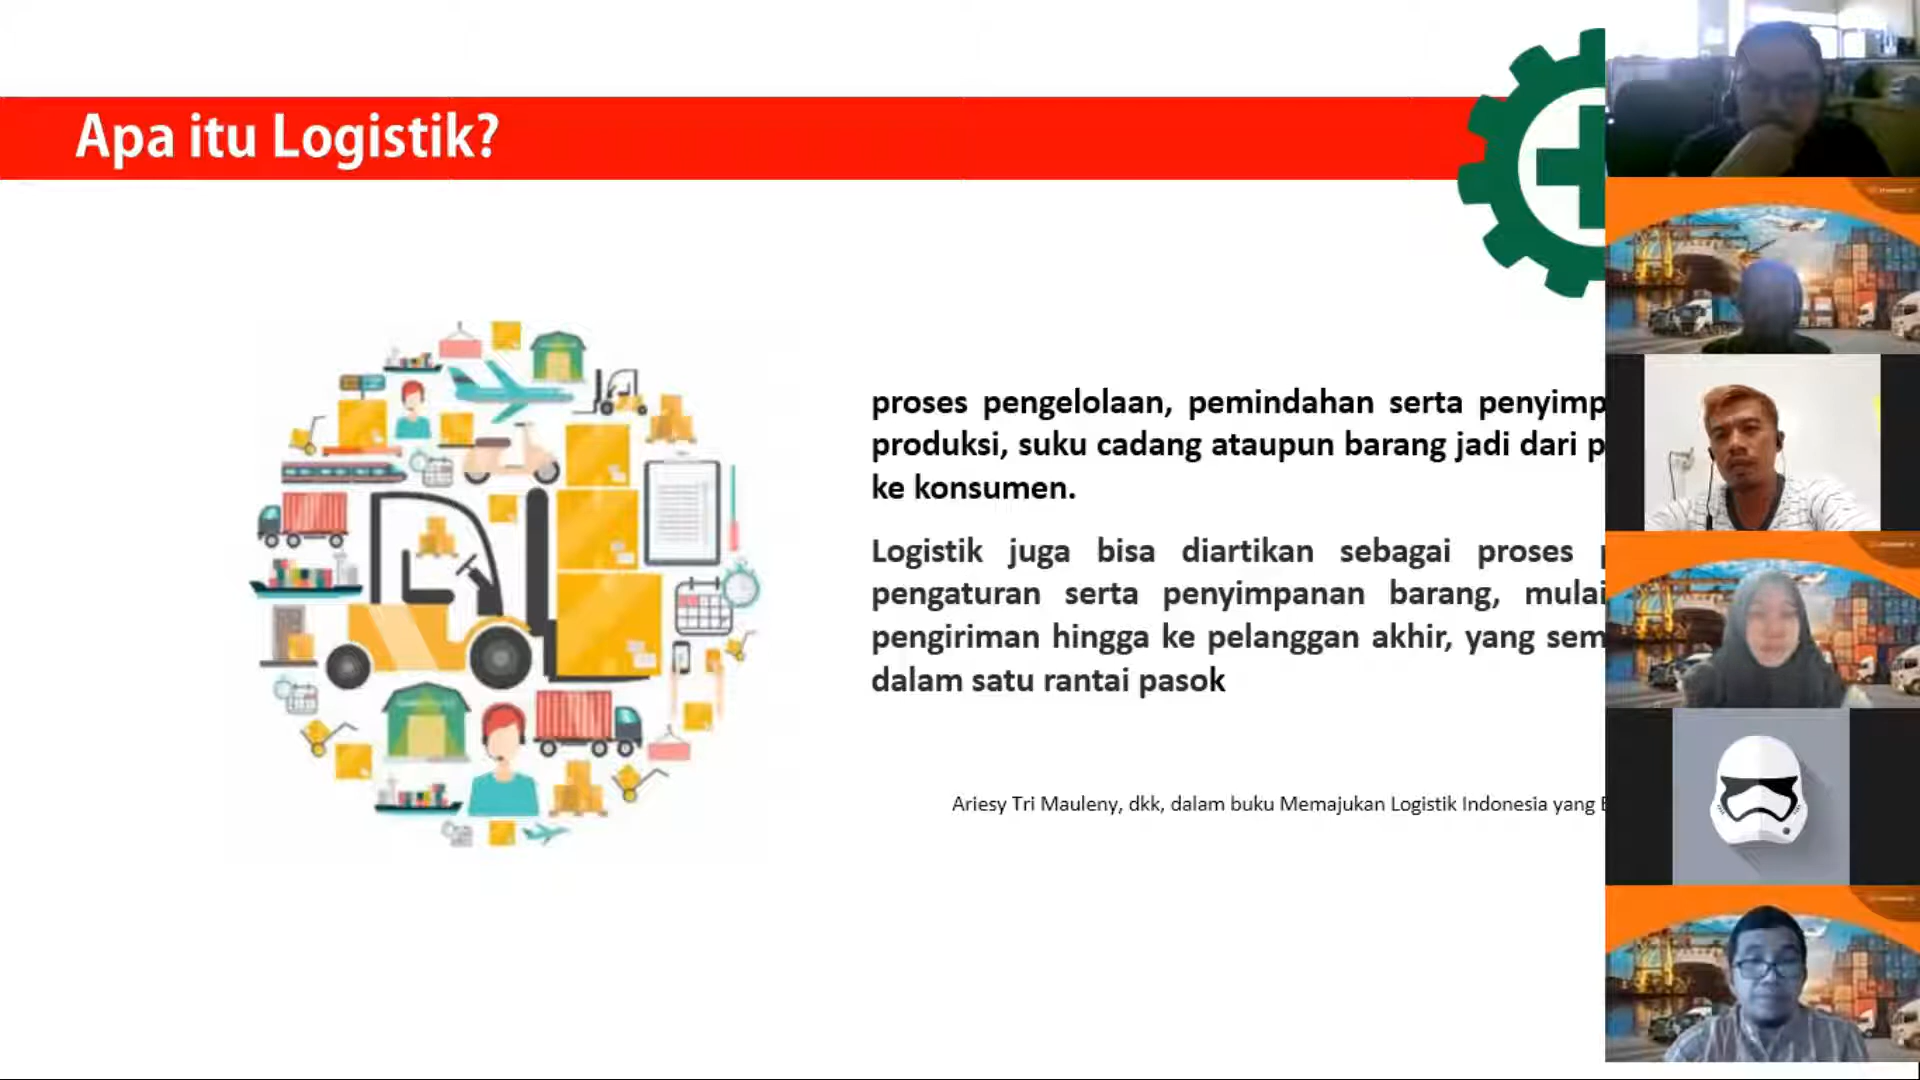 Apa itu Logistik?
proses pengelolaan, pemindahan serta
produksi, suku cadang ataupun barang jadi dari
ke konsumen.
Logistik juga bisa diartikan sebagai proses
pengaturan serta penyimpanan barang, mulai
pengiriman hingga ke pelanggan akhir, yang
dalam satu rantai pasok
Ariesy Tri Mauleny, dkk, dalam buku Memajukan Logistik Indonesia yang